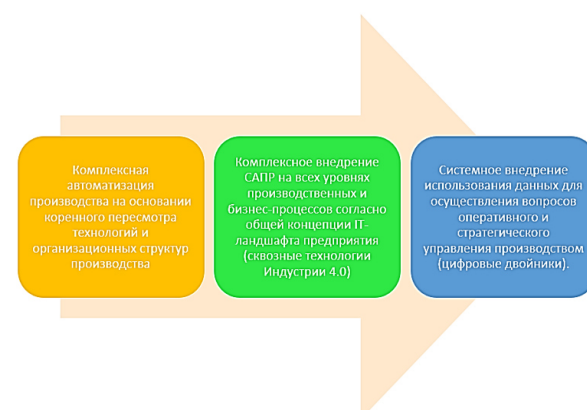 Комплексная
автоматизация
производства на основании
коренного пересмотра
технологий и
организационных структур
производства
Комплексное внедрение
САПР на всех уровнях
производственных и
бизнес-процессов согласно
общей концепции IT-
ландшафта предприятия
(сквозные технологии
Индустрии 4.0)
Системное внедрение
использования данных для
осуществления вопросов
оперативного и
стратегического
управления производством
(цифровые двойники).